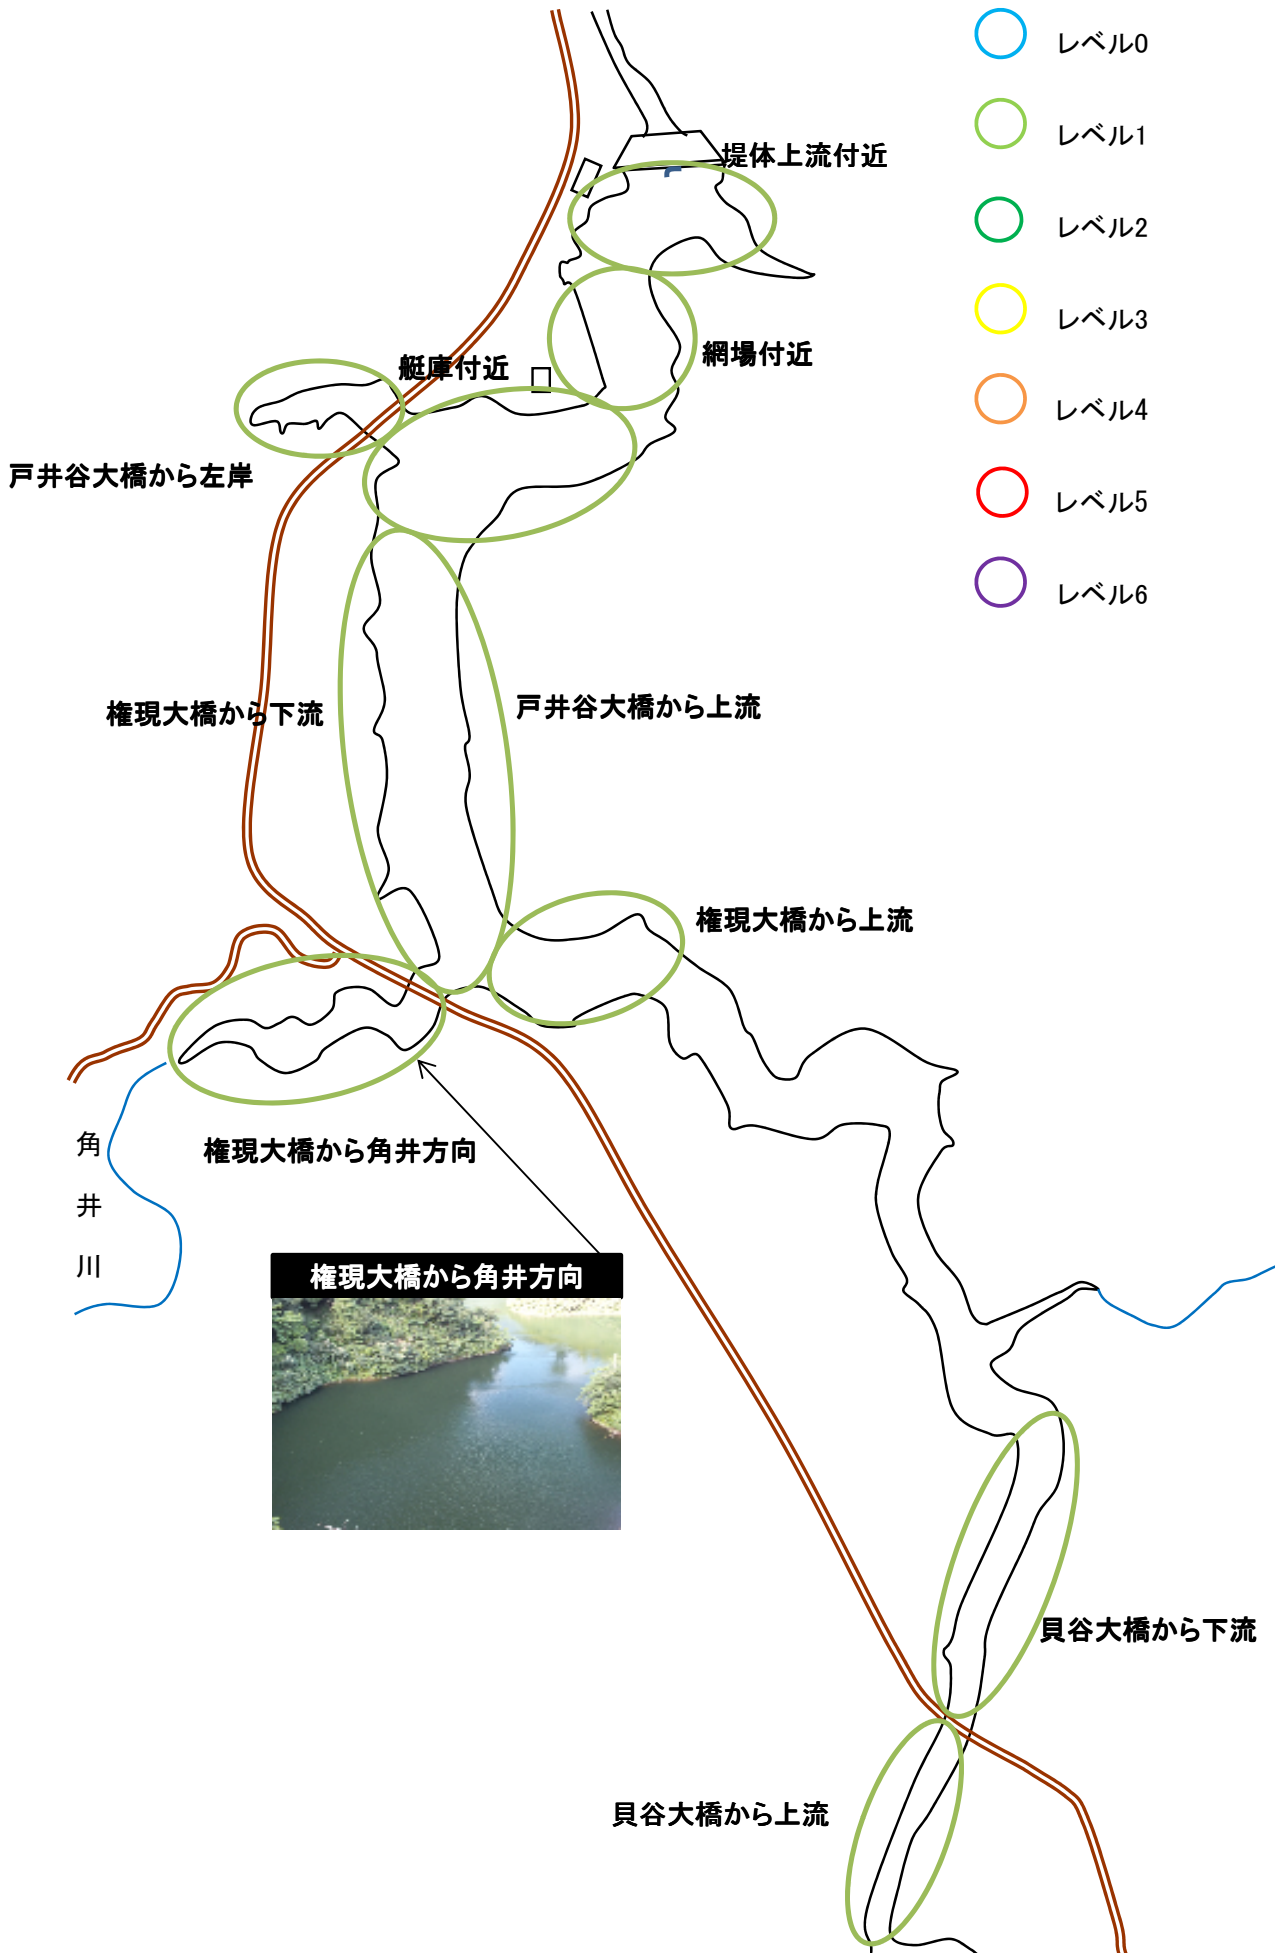 レベル0
レベル1
堤体上流付近
レベル2
レベル3
網場付近
艇庫付近
レベル4
戸井谷大橋から左岸
レベル5
レベル6
権現大橋から下流
戸井谷大橋から上流
権現大橋から上流
角井川
権現大橋から角井方向
権現大橋から角井方向
貝谷大橋から下流
貝谷大橋から上流